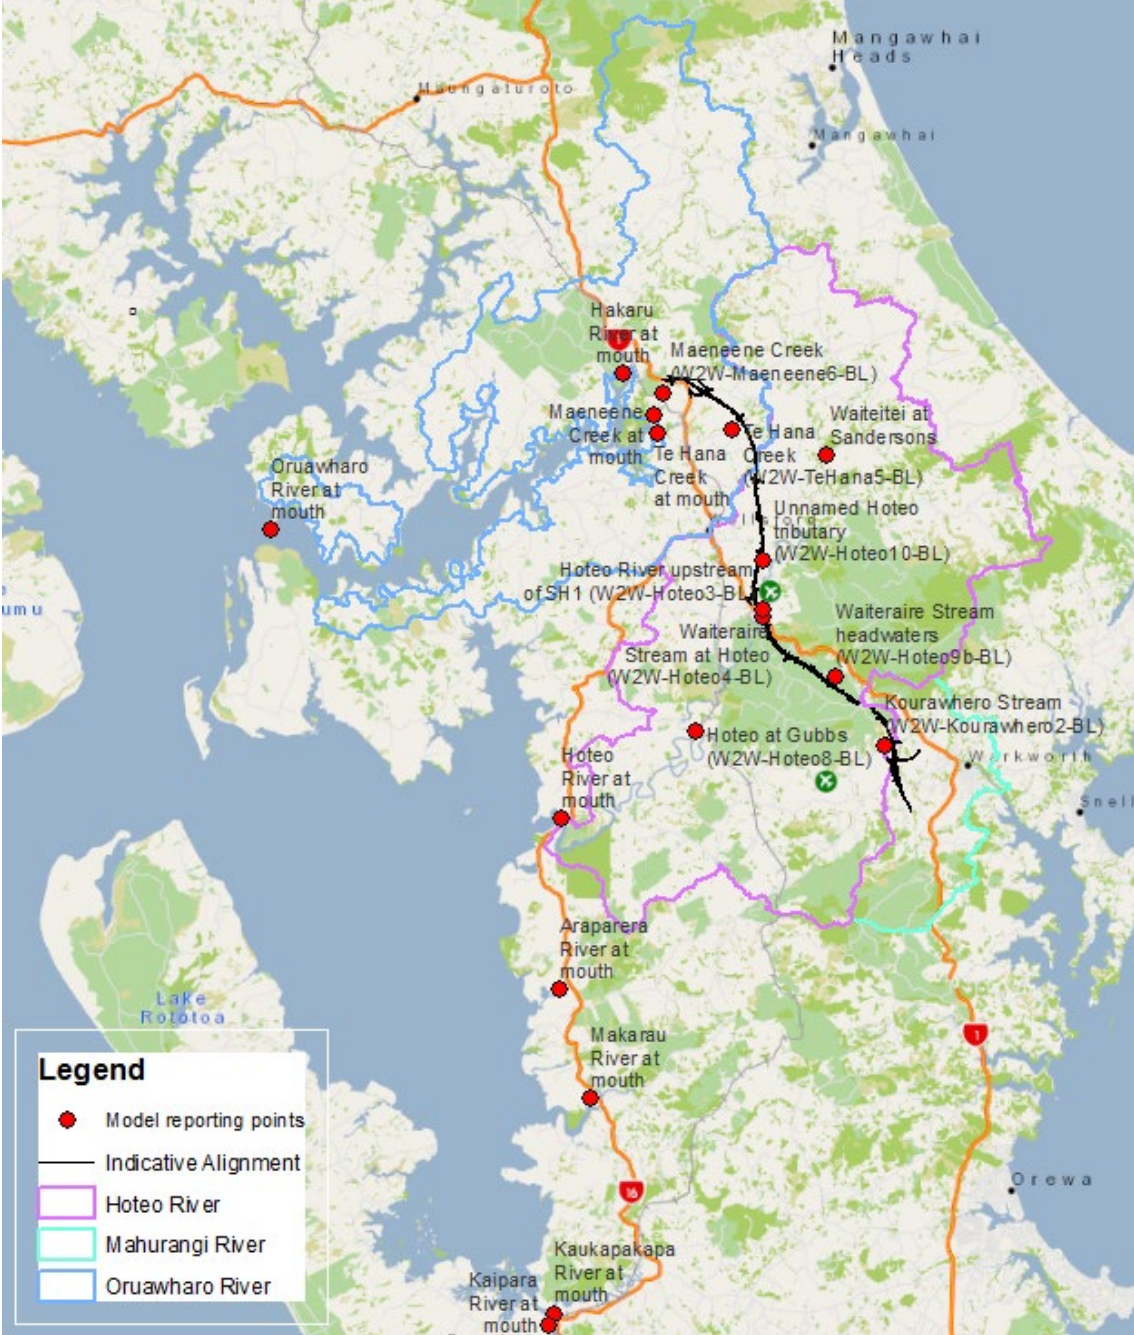 Mangawhai
Heads
Maungaturoto
Mangawhai
Hakaru
River at
mouth
Maeneene Creek
(W2W-Maeneene6-BL)
Maeneene
Creek at
mouth
Te Hana
Creek
at mouth
Te Hana
Creek
(W2W-TeHana5-BL)
Waiteitei at
Sandersons
Oruawharo
River at
mouth
Unnamed Hoteo
tributary
(W2W-Hoteo10-BL)
Hoteo River upstream
of SH1 (W2W-Hoteo3-BL)
umu
Waiteraire
Stream at Hoteo
(W2W-Hoteo4-BL)
Waiteraire Stream
headwaters
(W2W-Hoteo9b-BL)
Kourawhero Stream
(W2W-Kourawhero2-BL)
Hoteo at Gubbs
(W2W-Hoteo8-BL)
Warkworth
Snell
Hoteo
River at
mouth
Araparera
River at
mouth
Lake
Rototoa
Makarau
River at
mouth
1
16
Orewa
Kaukapakapa
River at
mouth
Kaipara
River at
mouth
Legend
Model reporting points
Indicative Alignment
Hoteo River
Mahurangi River
Oruawharo River